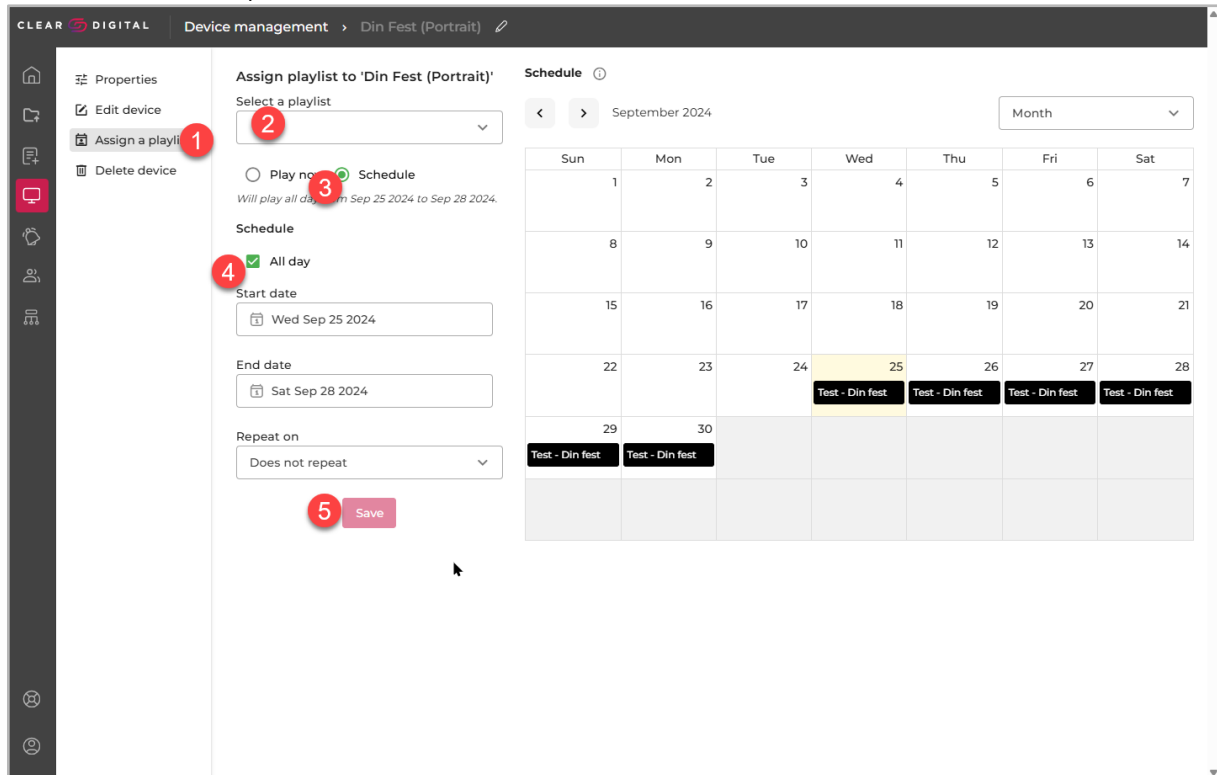 CLEAR DIGITAL Device management › Din Fest (Portrait)
Properties
Edit device
Assign a playli 1
Delete device
Assign playlist to 'Din Fest (Portrait)'
Select a playlist
2
Play no Schedule
3
Will play all da m Sep 25 2024 to Sep 28 2024.
Schedule
4 All day
Start date
Wed Sep 25 2024
End date
Sat Sep 28 2024
Repeat on
Does not repeat
5 Save
Schedule
September 2024 Month
Sun Mon Tue Wed Thu Fri Sat
1 2 3 4 5 6 7
8 9 10 11 12 13 14
15 16 17 18 19 20 21
22 23 24 25 26 27 28
Test - Din fest Test - Din fest Test - Din fest Test - Din fest
29 30
Test - Din fest Test - Din fest